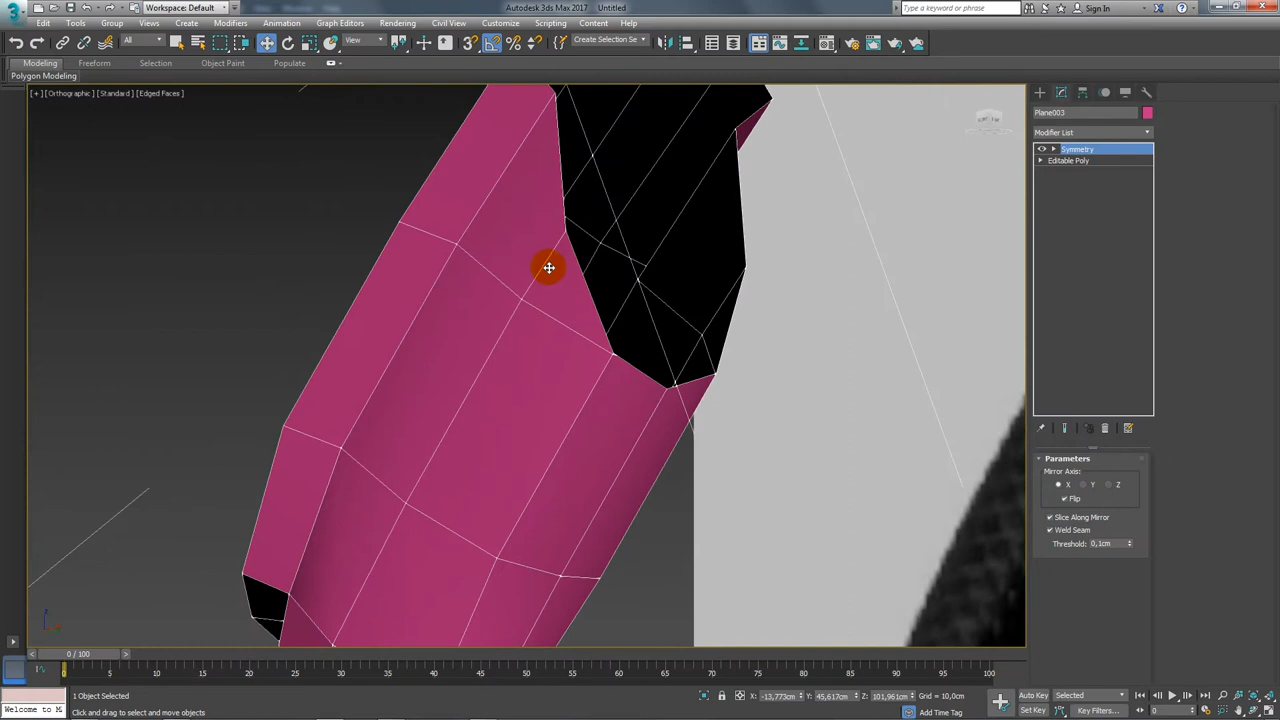 Workspace: Default
Autodesk 3ds Max 2017 Untitled
Type a keyword or phrase
Sign In
Edit Tools Group Views Create Modifiers Animation Graph Editors Rendering Civil View Customize Scripting Content Help
All View Create Selection Se
Modeling Freeform Selection Object Paint Populate
Polygon Modeling
[+] [Orthographic] [Standard] [Edged Faces]
Plane003
Modifier List
Symmetry
Editable Poly
Parameters
Mirror Axis:
X Y Z
Flip
Slice Along Mirror
Weld Seam
Threshold: 0,1cm
0 / 100
0 5 10 15 20 25 30 35 40 45 50 55 60 65 70 75 80 85 90 95 100
1 Object Selected
X: -13,773cm Y: 45,617cm Z: 101,961cm Grid = 10,0cm
Auto Key Selected
Welcome to M
Click and drag to select and move objects
Add Time Tag
Set Key Key Filters...
0